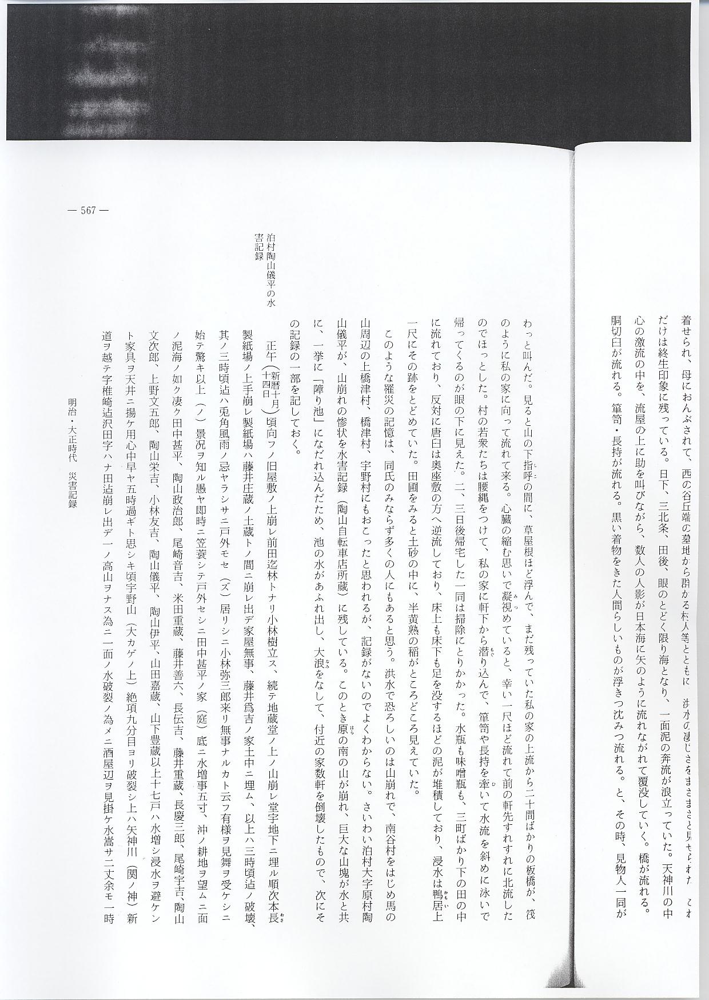 着せられ、母におんぶされて、西の谷丘端の墓地から群がる村人等とともに 洪水の凄じさをまざまざと見せられた
だけは終生印象に残っている。日下、三北条、田後、眼のとどく限り海となり、一面泥の奔流が浪立っていた。天神川の中
心の激流の中を、流屋の上に助を叫びながら、数人の人影が日本海に矢のように流れながれて覆没していく。橋が流れる。
胴切臼が流れる。箪笥・長持が流れる。黒い着物をきた人間らしいものが浮きつ沈みつ流れる。と、その時、見物人一同が
わっと叫んだ。見ると山の下指呼の間に、草屋根ほど浮んで、まだ残っていた私の家の上流から二十間ばかりの板橋が、筏
のように私の家に向って流れて来る。心臓の縮む思いで凝視めていると、幸い一尺ほど流れて前の軒先すれすれに北流した
のでほっとした。村の若衆たちは腰縄をつけて、私の家に軒下から潜り込んで、箪笥や長持を牽いて水流を斜めに泳いで
帰ってくるのが眼の下に見えた。二、三日後帰宅した一同は掃除にとりかかった。水瓶も味噌瓶も、三町ばかり下の田の中
に流れており、反対に唐臼は奥座敷の方へ逆流しており、床上も床下も足を没するほどの泥が堆積しており、浸水は鴨居上
一尺にその跡をとどめていた。田圃をみると土砂の中に、半黄熟の稲がところどころ見えていた。
このような罹災の記憶は、同氏のみならず多くの人にもあると思う。洪水で恐ろしいのは山崩れで、南谷村をはじめ馬の
山周辺の上橋津村、橋津村、宇野村にもおこったと思われるが、記録がないのでよくわからない。さいわい泊村大字原村陶
山儀平が、山崩れの惨状を水害記録（陶山自転車店所蔵）に残している。このとき原の南の山が崩れ、巨大な山塊が水と共
に、一挙に「障り池」になだれ込んだため、池の水があふれ出し、大浪をなして、付近の家数軒を倒壊したもので、次にそ
の記録の一部を記しておく。
泊村陶山儀平の水
害記録
正午（新暦十月十四日）頃向フノ旧屋敷ノ上崩レ前田迄林トナリ小林樹立ス、続テ地蔵堂ノ上ノ山崩レ堂宇地下ニ埋ル順次本長
製紙場ノ上手崩レ製紙場ハ藤井庄蔵ノ土蔵トノ間ニ崩レ出デ家屋無事、藤井爲吉ノ家土中ニ埋ム、以上ハ三時頃迠ノ破壊、
其ノ三時頃迠ハ兎角風雨ノ忌ヤラシサニ戸外モセ（ズ）居リシニ小林弥三郎来リ無事ナルカト云フ有様ヲ見舞ヲ受ケシニ
始テ驚キ以上（ノ）景況ヲ知ル愚ヤ即時ニ笠蓑シテ戸外セシニ田中甚平ノ家（庭）底ニ水増事五寸、沖ノ耕地ヲ望ムニ面
ノ泥海ノ如ク凄ク田中甚平、陶山政治郎、尾崎音吉、米田重蔵、藤井善六、長伝吉、藤井重蔵、長慶三郎、尾崎宇吉、陶山
文次郎、上野文五郎、陶山栄吉、小林友吉、陶山儀平、陶山伊平、山田嘉蔵、山下豊蔵以上十七戸ハ水増シ浸水ヲ避ケン
ト家具ヲ天井ニ揚ケ用心中早ヤ五時過ギト思シキ頃宇野山（大カゲノ上）絶項九分目ヨリ破裂シ上ハ矢神川（関ノ神）新
道ヲ越テ字椎崎迠沢田字ハナ田迠崩レ出デ一ノ高山ヲナス為ニ一面ノ水破裂ノ為メニ酒屋辺ヲ見掛ケ水嵩サ二丈余モ一時
明治・大正時代 災害記録
— 567 —